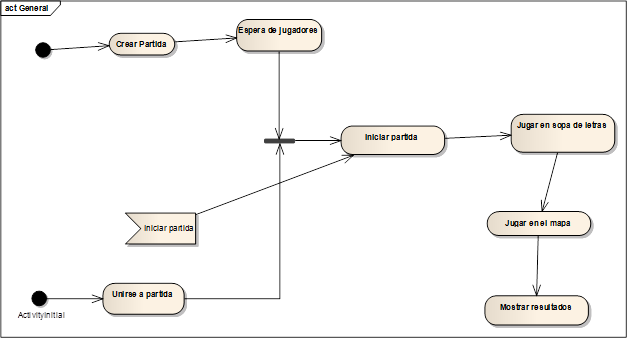 act General
Crear Partida
Espera de jugadores
Iniciar partida
Jugar en sopa de letras
Iniciar partida
Jugar en el mapa
Unirse a partida
Mostrar resultados
ActivityInitial